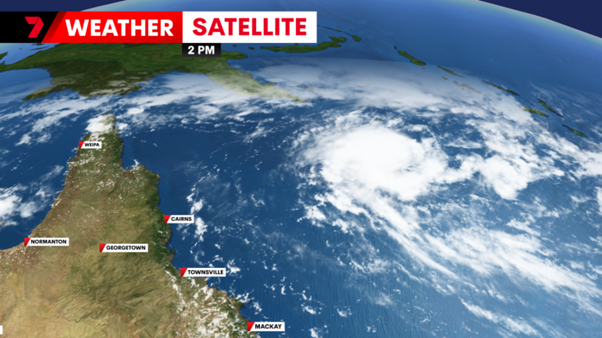 7 WEATHER SATELLITE
2 PM
WEIPA
CAIRNS
NORMANTON
GEORGETOWN
TOWNSVILLE
MACKAY